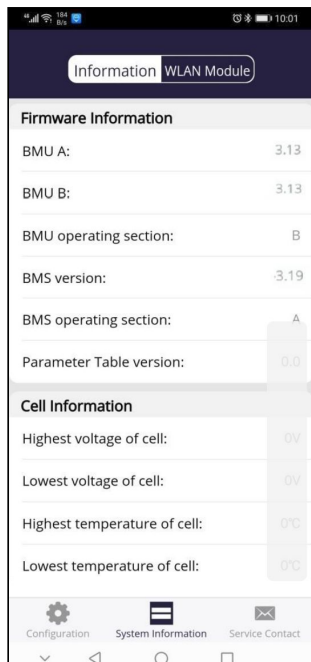 184
B/s
10:01
Information WLAN Module
Firmware Information
BMU A: 3.13
BMU B: 3.13
BMU operating section: B
BMS version: 3.19
BMS operating section: A
Parameter Table version: 0.0
Cell Information
Highest voltage of cell: 0V
Lowest voltage of cell: 0V
Highest temperature of cell: 0°C
Lowest temperature of cell: 0°C
Configuration System Information Service Contact